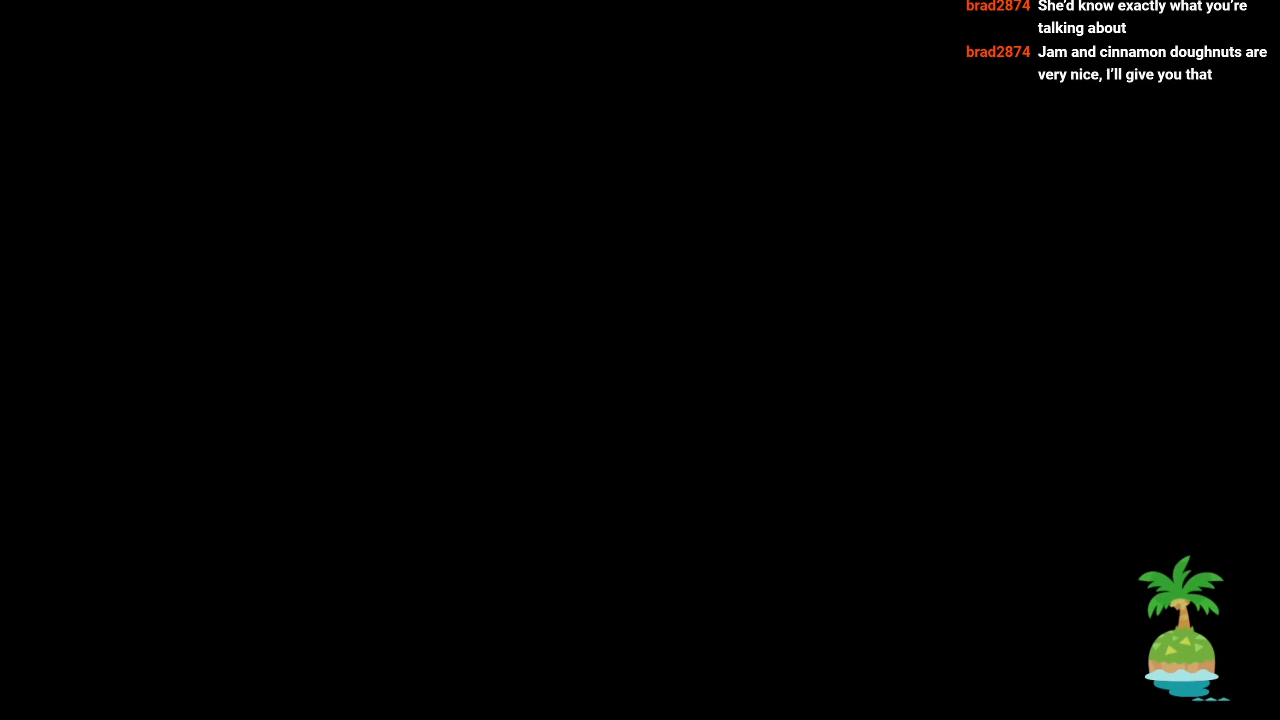 brad2874 She’d know exactly what you’re
talking about
brad2874 Jam and cinnamon doughnuts are
very nice, I’ll give you that